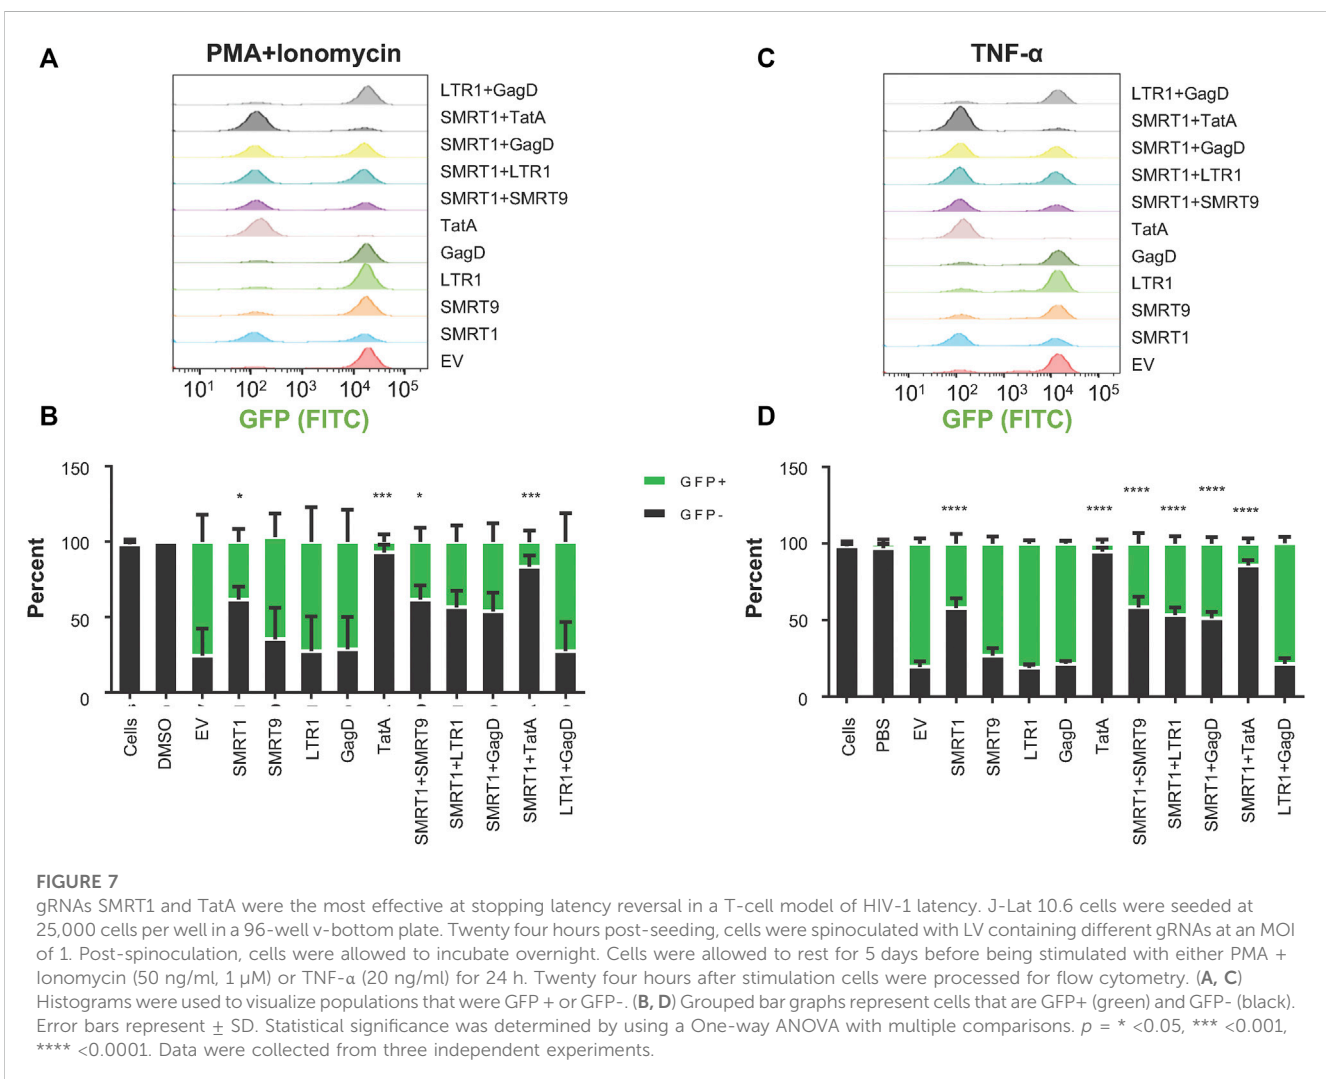 A
PMA+Ionomycin
LTR1+GagD
SMRT1+TatA
SMRT1+GagD
SMRT1+LTR1
SMRT1+SMRT9
TatA
GagD
LTR1
SMRT9
SMRT1
EV
10¹ 10² 10³ 10⁴ 10⁵
GFP (FITC)
C
TNF-α
LTR1+GagD
SMRT1+TatA
SMRT1+GagD
SMRT1+LTR1
SMRT1+SMRT9
TatA
GagD
LTR1
SMRT9
SMRT1
EV
10¹ 10² 10³ 10⁴ 10⁵
GFP (FITC)
B
Percent
150
100
50
0
* *** * ***
Cells
DMSO
EV
SMRT1
SMRT9
LTR1
GagD
TatA
SMRT1+SMRT9
SMRT1+LTR1
SMRT1+GagD
SMRT1+TatA
LTR1+GagD
GFP+
GFP-
D
Percent
150
100
50
0
**** **** **** **** **** ****
Cells
PBS
EV
SMRT1
SMRT9
LTR1
GagD
TatA
SMRT1+SMRT9
SMRT1+LTR1
SMRT1+GagD
SMRT1+TatA
LTR1+GagD
FIGURE 7
gRNAs SMRT1 and TatA were the most effective at stopping latency reversal in a T-cell model of HIV-1 latency. J-Lat 10.6 cells were seeded at
25,000 cells per well in a 96-well v-bottom plate. Twenty four hours post-seeding, cells were spinoculated with LV containing different gRNAs at an MOI
of 1. Post-spinoculation, cells were allowed to incubate overnight. Cells were allowed to rest for 5 days before being stimulated with either PMA +
Ionomycin (50 ng/ml, 1 µM) or TNF-α (20 ng/ml) for 24 h. Twenty four hours after stimulation cells were processed for flow cytometry. (A, C)
Histograms were used to visualize populations that were GFP + or GFP-. (B, D) Grouped bar graphs represent cells that are GFP+ (green) and GFP- (black).
Error bars represent ± SD. Statistical significance was determined by using a One-way ANOVA with multiple comparisons. p = * <0.05, *** <0.001,
**** <0.0001. Data were collected from three independent experiments.